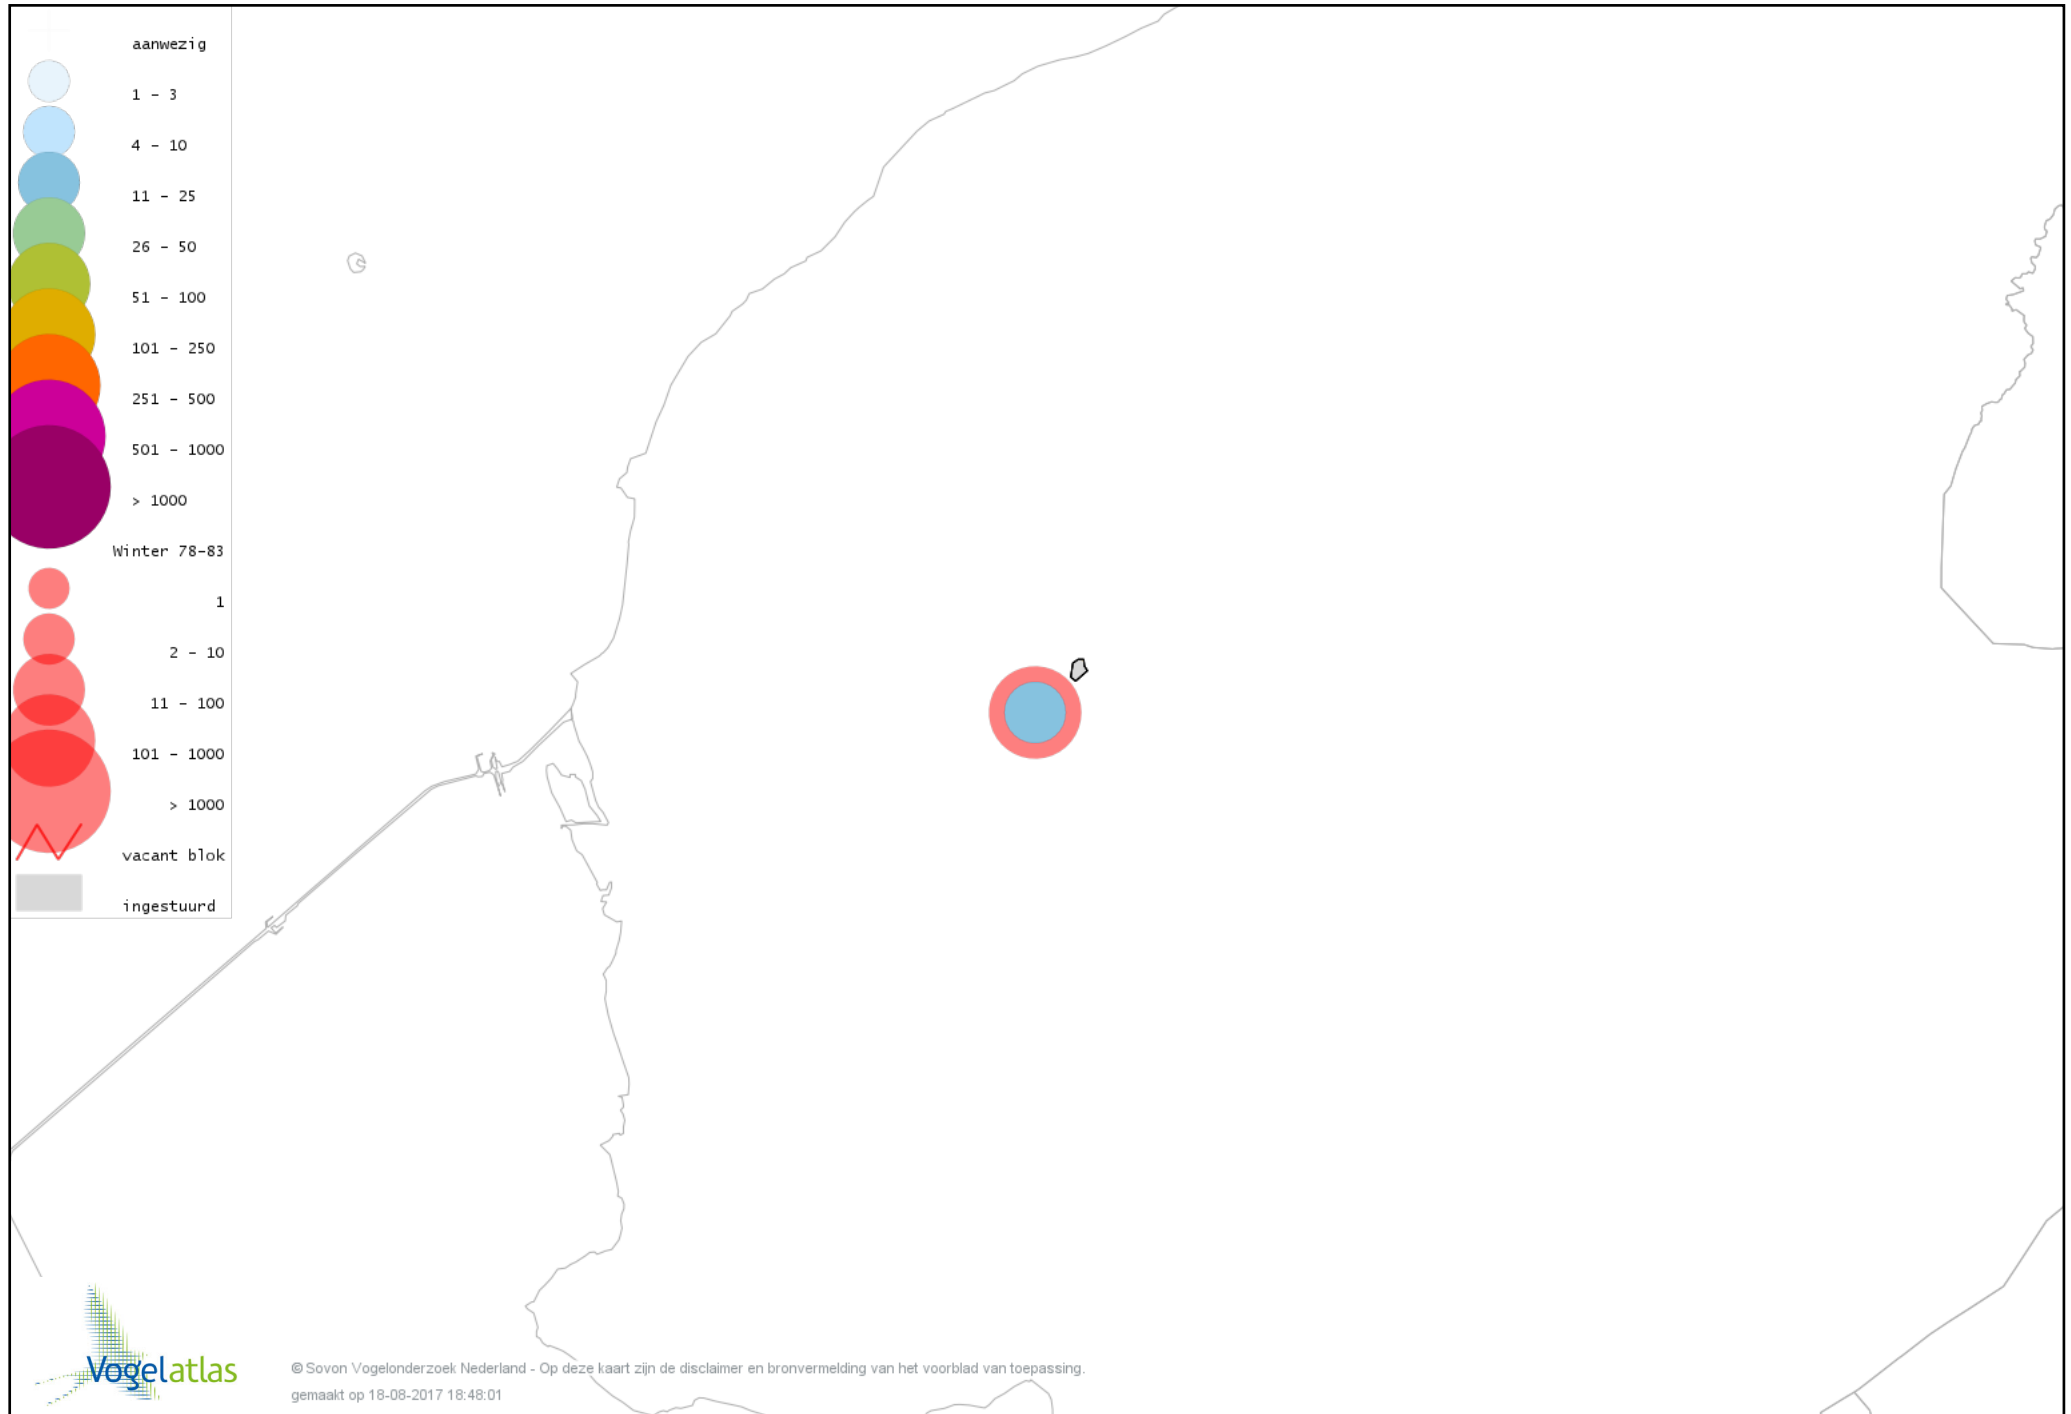 aanwezig
1 - 3
4 - 10
11 - 25
26 - 50
51 - 100
101 - 250
251 - 500
501 - 1000
> 1000
Winter 78-83
1
2 - 10
11 - 100
101 - 1000
> 1000
vacant blok
ingestuurd
Vogelatlas
© Sovon Vogelonderzoek Nederland - Op deze kaart zijn de disclaimer en bronvermelding van het voorblad van toepassing.
gemaakt op 18-08-2017 18:48:01